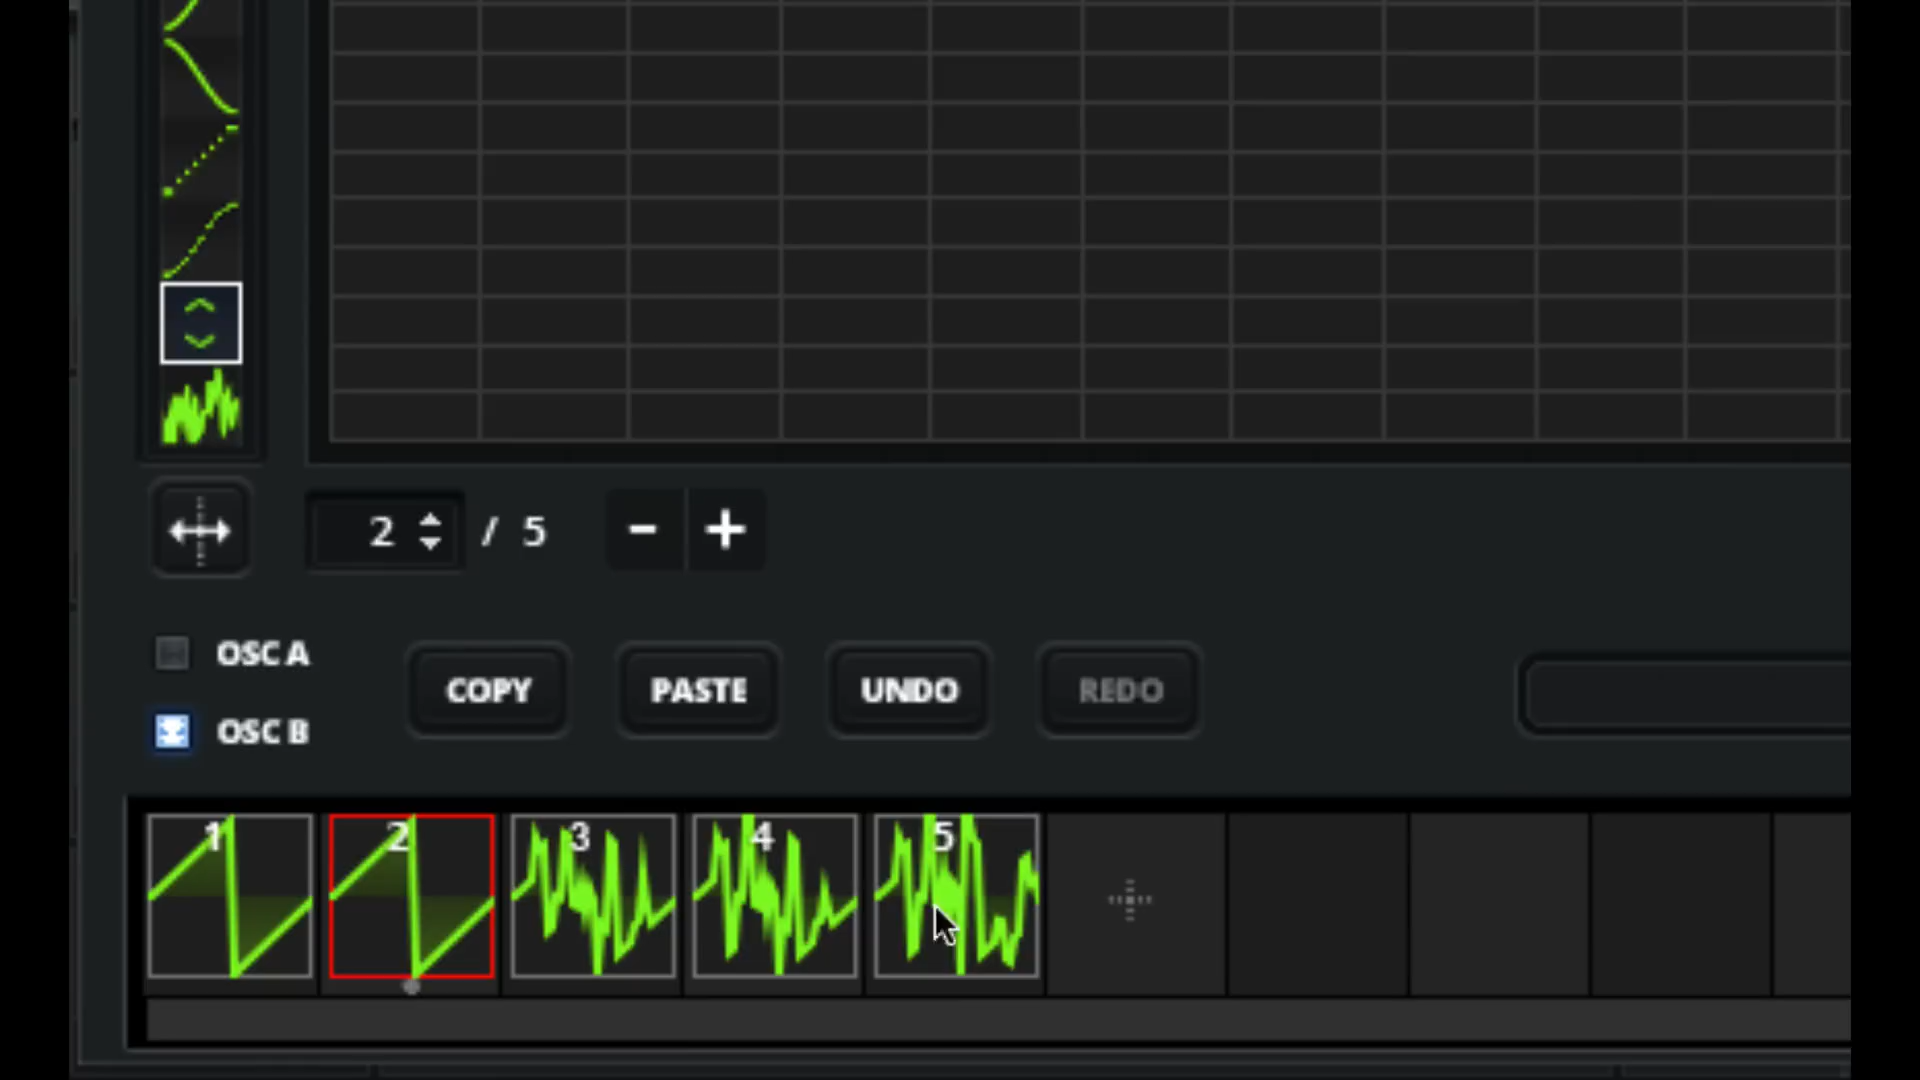 2 / 5 - +
OSC A
OSC B
COPY PASTE UNDO REDO
1 2 3 4 5